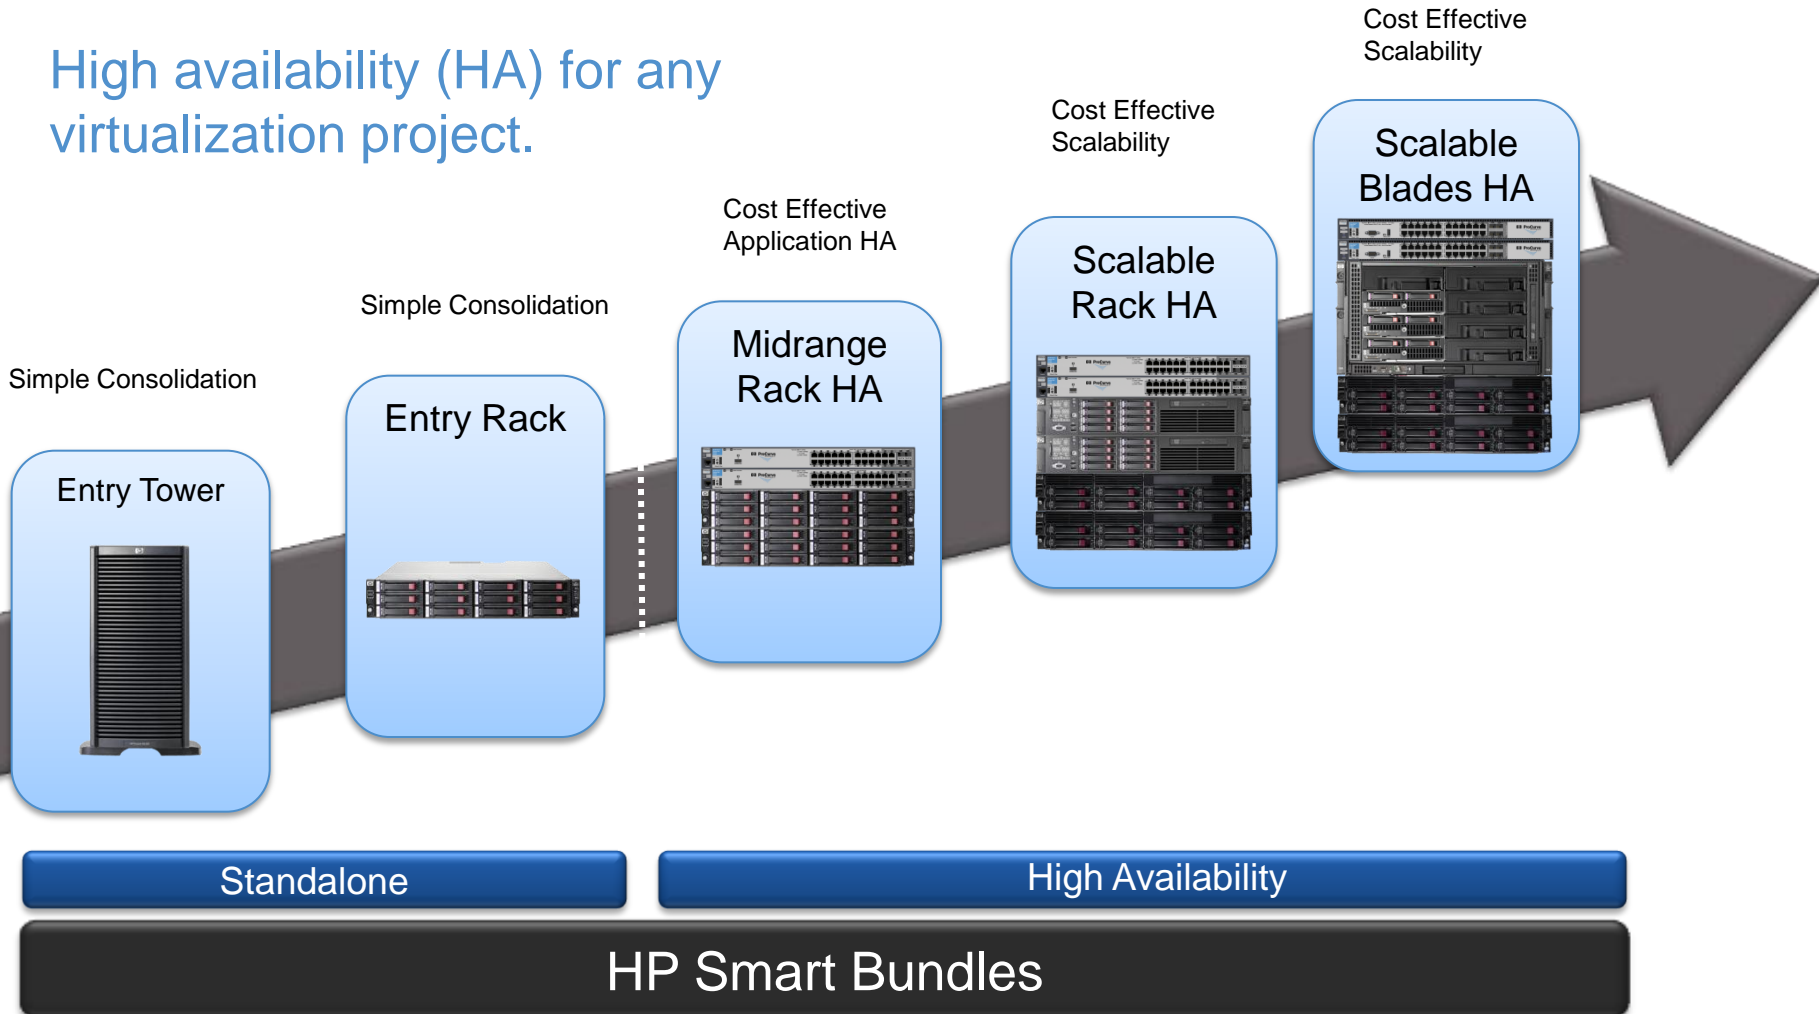 High availability (HA) for any
virtualization project.
Simple Consolidation
Entry Tower
Simple Consolidation
Entry Rack
Cost Effective
Application HA
Midrange
Rack HA
Cost Effective
Scalability
Scalable
Rack HA
Cost Effective
Scalability
Scalable
Blades HA
Standalone
High Availability
HP Smart Bundles